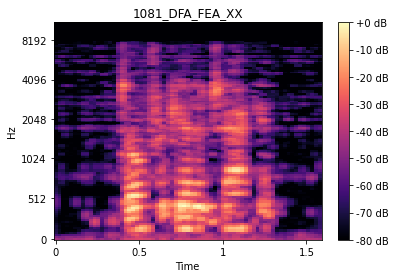 1081_DFA_FEA_XX
8192
4096
2048
1024
512
0
Hz
0
0.5
1
1.5
Time
+0 dB
-10 dB
-20 dB
-30 dB
-40 dB
-50 dB
-60 dB
-70 dB
-80 dB